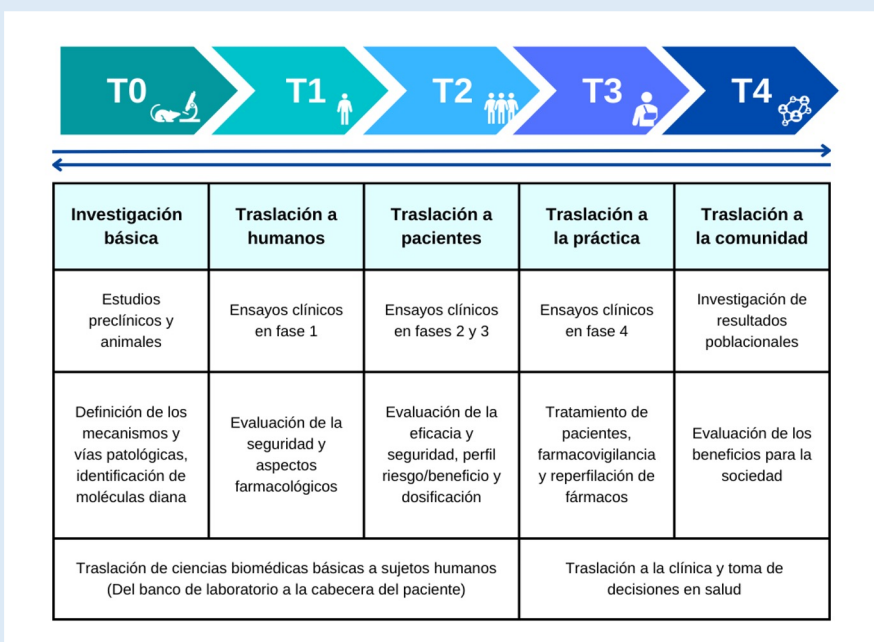 T0
T1
T2
T3
T4
Investigación
básica
Traslación a
humanos
Traslación a
pacientes
Traslación a
la práctica
Traslación a
la comunidad
Estudios
preclínicos y
animales
Ensayos clínicos
en fase 1
Ensayos clínicos
en fases 2 y 3
Ensayos clínicos
en fase 4
Investigación de
resultados
poblacionales
Definición de los
mecanismos y
vías patológicas,
identificación de
moléculas diana
Evaluación de la
seguridad y
aspectos
farmacológicos
Evaluación de la
eficacia y
seguridad, perfil
riesgo/beneficio y
dosificación
Tratamiento de
pacientes,
farmacovigilancia
y reperfilación de
fármacos
Evaluación de los
beneficios para la
sociedad
Traslación de ciencias biomédicas básicas a sujetos humanos
(Del banco de laboratorio a la cabecera del paciente)
Traslación a la clínica y toma de
decisiones en salud